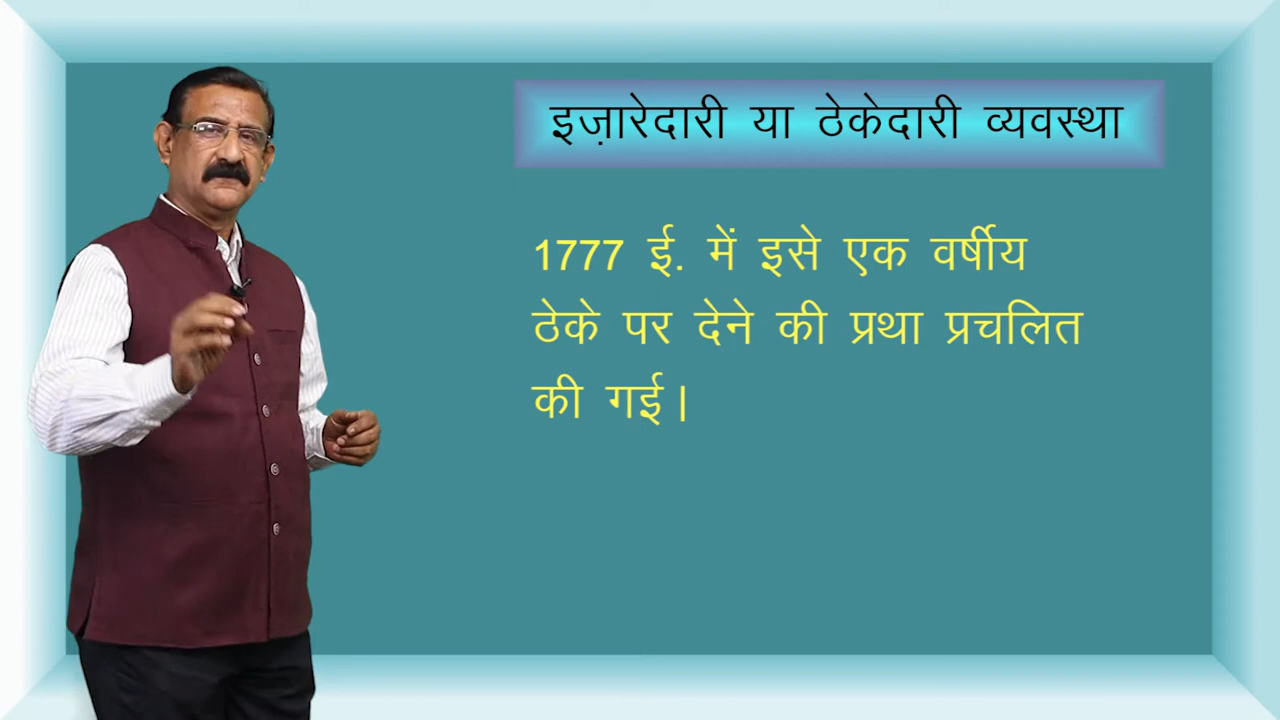 इज़ारेदारी या ठेकेदारी व्यवस्था
1777 ई. में इसे एक वर्षीय
ठेके पर देने की प्रथा प्रचलित
की गई।